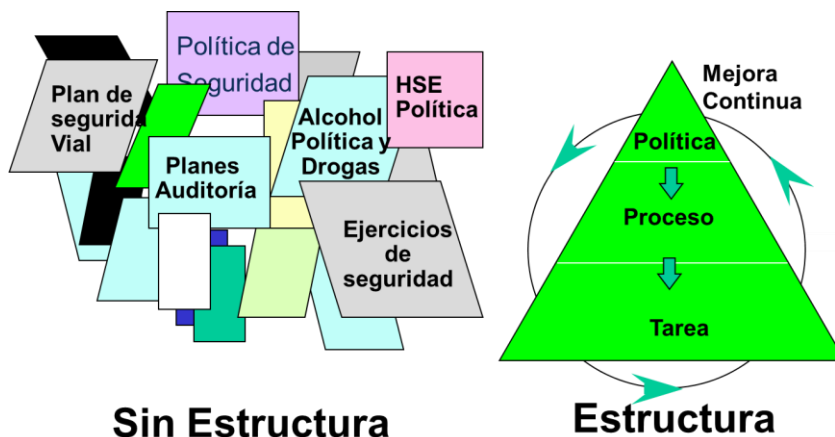 Política de
Seguridad
Plan de
segurida
Vial
HSE
Política
Alcohol
Política y
Drogas
Planes
Auditoría
Ejercicios
de
seguridad
Sin Estructura
Mejora
Continua
Política
Proceso
Tarea
Estructura